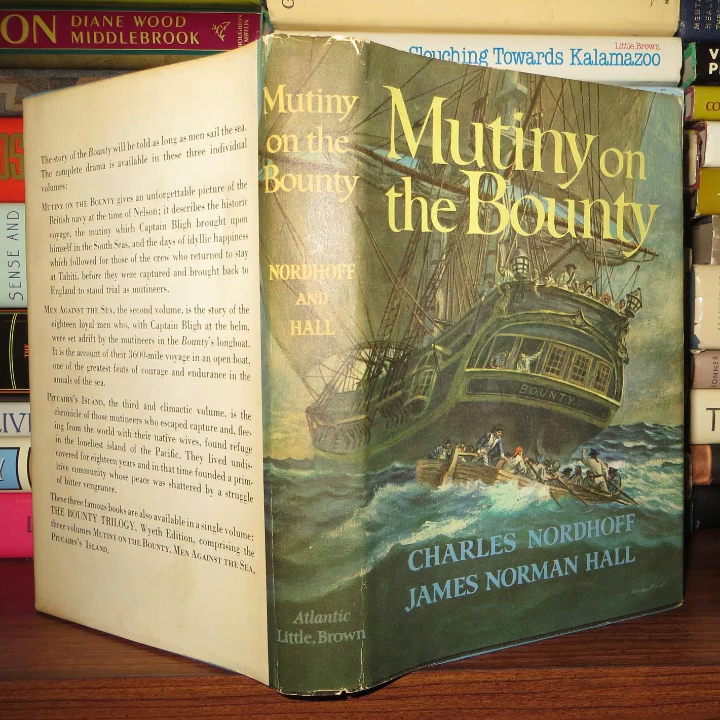 ON DIANE WOOD
MIDDLEBROOK
HOUGHTON
MIFFLIN
Little, Brown
Slouching Towards Kalamazoo
SENSE AND
The story of the Bounty will be told as long as men sail the sea.
The complete drama is available in these three individual
volumes:
MUTINY ON THE BOUNTY gives an unforgettable picture of the
British navy at the time of Nelson; it describes the historic
voyage, the mutiny which Captain Bligh brought upon
himself in the South Seas, and the days of idyllic happiness
which followed for those of the crew who returned to stay
at Tahiti, before they were captured and brought back to
England to stand trial as mutineers.
MEN AGAINST THE SEA, the second volume, is the story of the
eighteen loyal men who, with Captain Bligh at the helm,
were set adrift by the mutineers in the Bounty's longboat.
It is the account of their 3600-mile voyage in an open boat,
one of the greatest feats of courage and endurance in the
annals of the sea.
PITCAIRN'S ISLAND, the third and climactic volume, is the
chronicle of those mutineers who escaped capture and, flee-
ing from the world with their native wives, found refuge
in the loneliest island of the Pacific. They lived undis-
covered for eighteen years and in that time founded a prim-
itive community whose peace was shattered by a struggle
of bitter vengeance.
These three famous books are also available in a single volume:
THE BOUNTY TRILOGY, Wyeth Edition, comprising the
three volumes MUTINY ON THE BOUNTY, MEN AGAINST THE SEA,
PITCAIRN'S ISLAND.
Mutiny
on the
Bounty
NORDHOFF
AND
HALL
Atlantic
Little, Brown
Mutiny on
the Bounty
BOUNTY
CHARLES NORDHOFF
JAMES NORMAN HALL